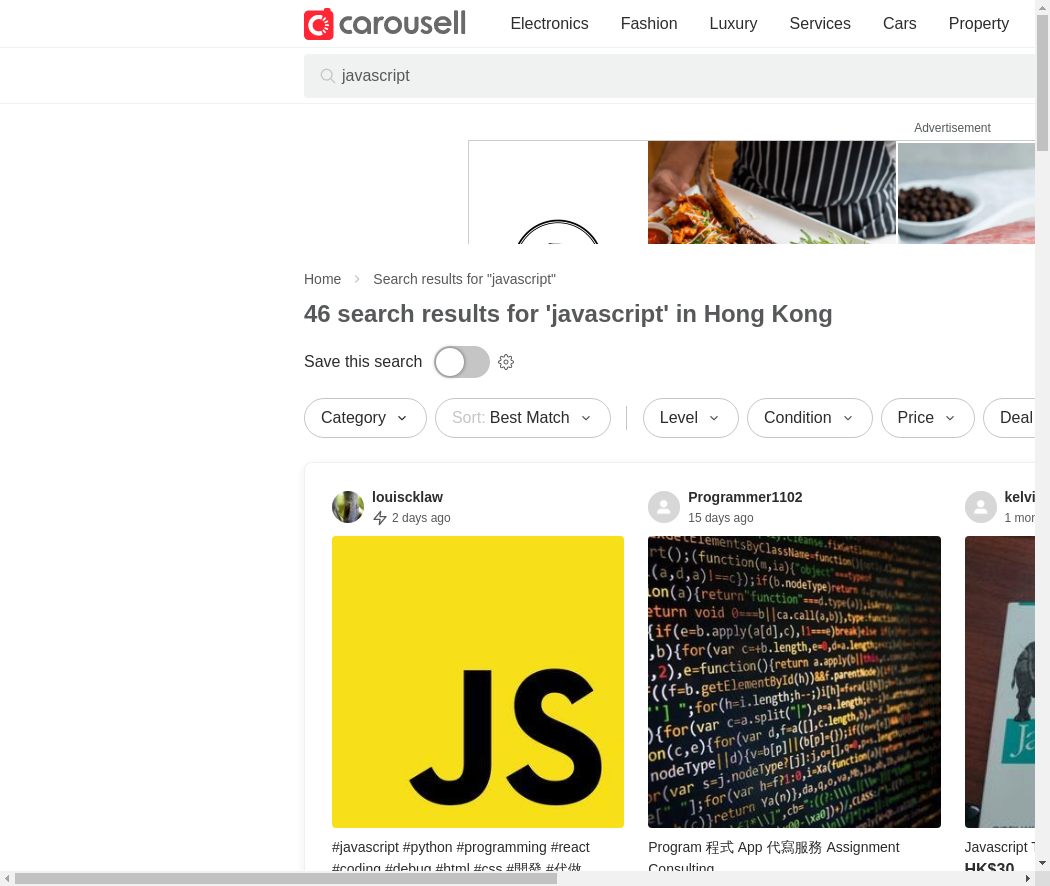 carousell
Electronics
Fashion
Luxury
Services
Cars
Property
javascript
Advertisement
Home
Search results for "javascript"
46 search results for 'javascript' in Hong Kong
Save this search
Category
Sort: Best Match
Level
Condition
Price
Deal
louiscklaw
2 days ago
JS
#javascript #python #programming #react
#coding #debug #html #css #開發 #代做
Programmer1102
15 days ago
Program 程式 App 代寫服務 Assignment
Consulting
kelvi
1 mor
Javascript T
HK$30